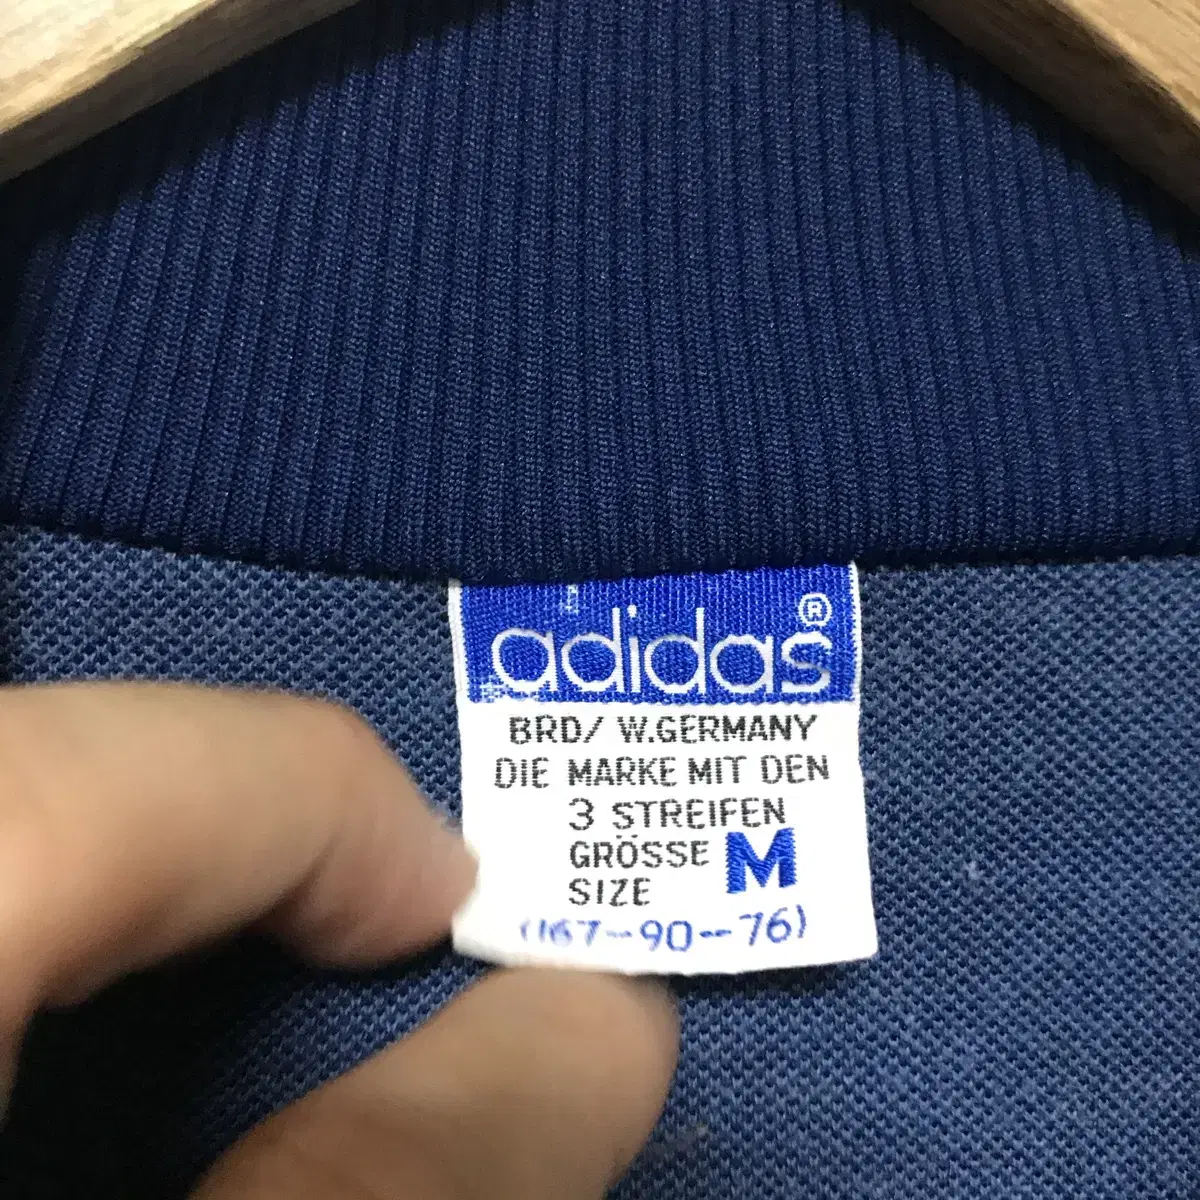 adidas®
BRD/ W.GERMANY
DIE MARKE MIT DEN
3 STREIFEN
GRÖSSE M
SIZE
(167--90--76)